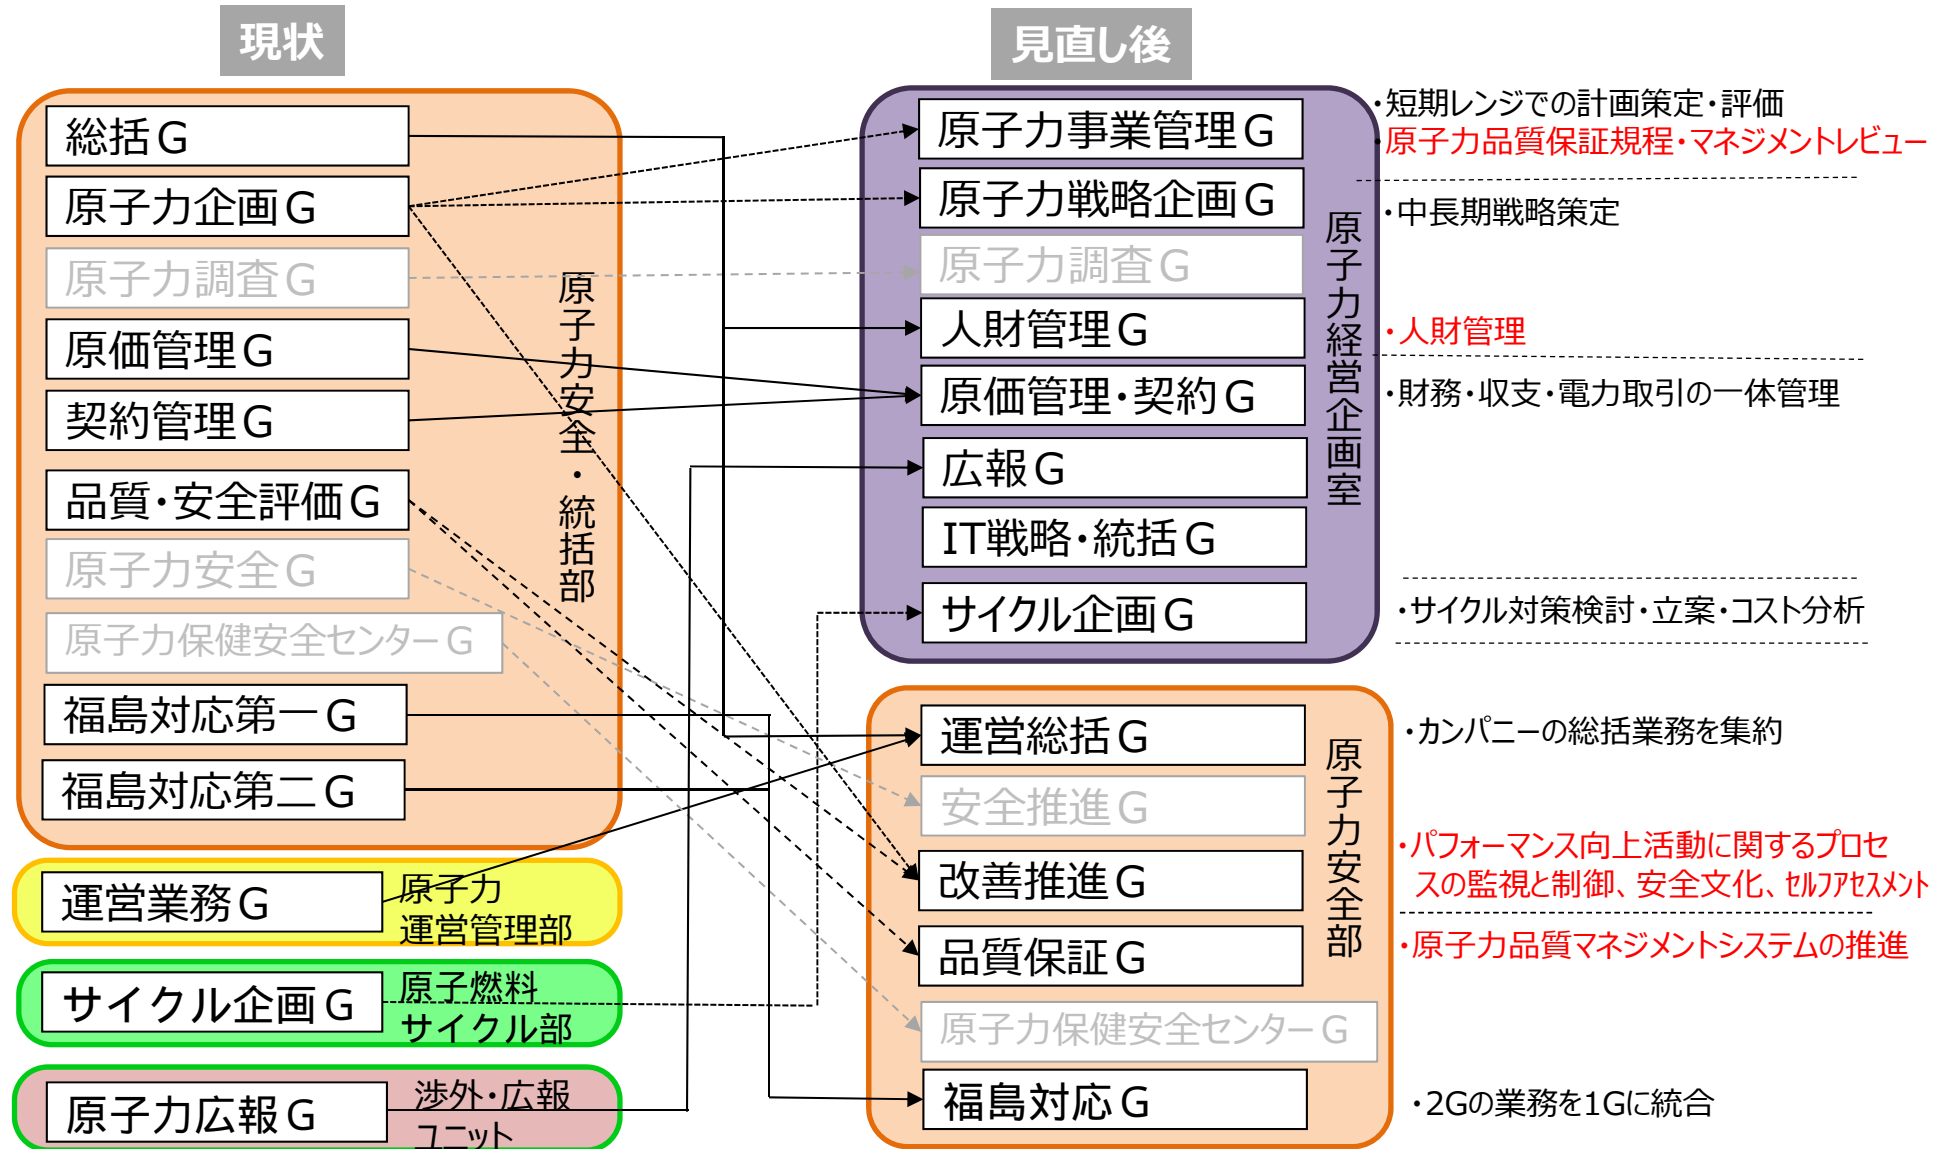 現状
総括G
原子力企画G
原子力調査G
原価管理G
契約管理G
品質・安全評価G
原子力安全G
原子力保健安全センターG
福島対応第一G
福島対応第二G
原子力安全・統括部
運営業務G
原子力
運営管理部
サイクル企画G
原子燃料
サイクル部
原子力広報G
渉外・広報
ユニット
見直し後
原子力事業管理G
原子力戦略企画G
原子力調査G
人財管理G
原価管理・契約G
広報G
IT戦略・統括G
サイクル企画G
原子力経営企画室
運営総括G
安全推進G
改善推進G
品質保証G
原子力保健安全センターG
福島対応G
原子力安全部
・短期レンジでの計画策定・評価
・原子力品質保証規程・マネジメントレビュー
・中長期戦略策定
・人財管理
・財務・収支・電力取引の一体管理
・サイクル対策検討・立案・コスト分析
・カンパニーの総括業務を集約
・パフォーマンス向上活動に関するプロセ
スの監視と制御、安全文化、セルフアセスメント
・原子力品質マネジメントシステムの推進
・2Gの業務を1Gに統合